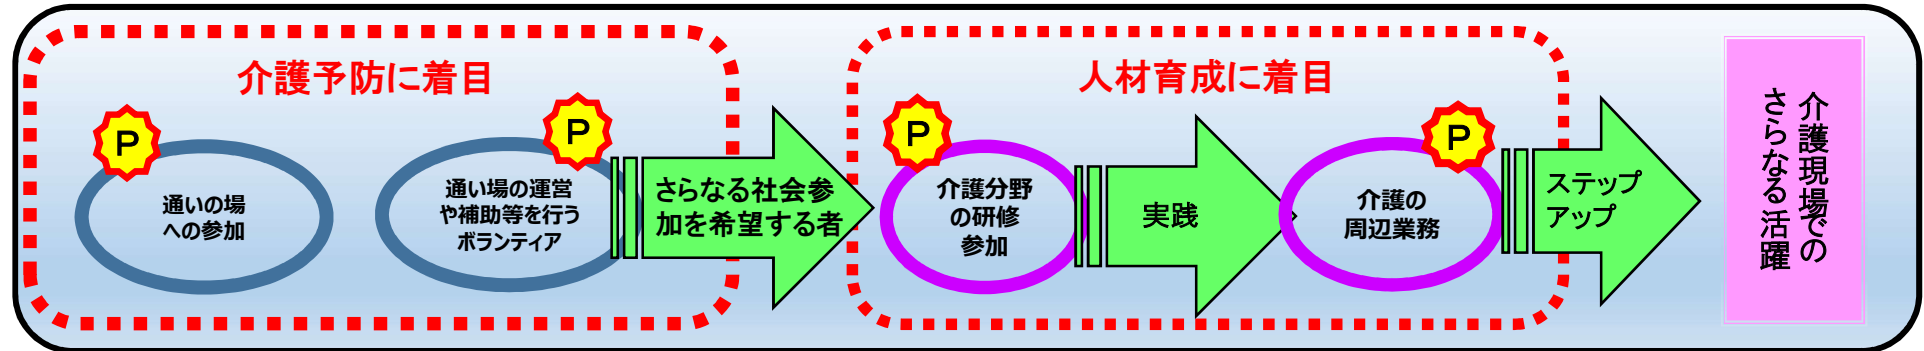 介護予防に着目
P
通いの場
への参加
P
通い場の運営
や補助等を行う
ボランティア
さらなる社会参
加を希望する者
人材育成に着目
P
介護分野
の研修
参加
実践
P
介護の
周辺業務
ステップ
アップ
介護現場での
さらなる活躍